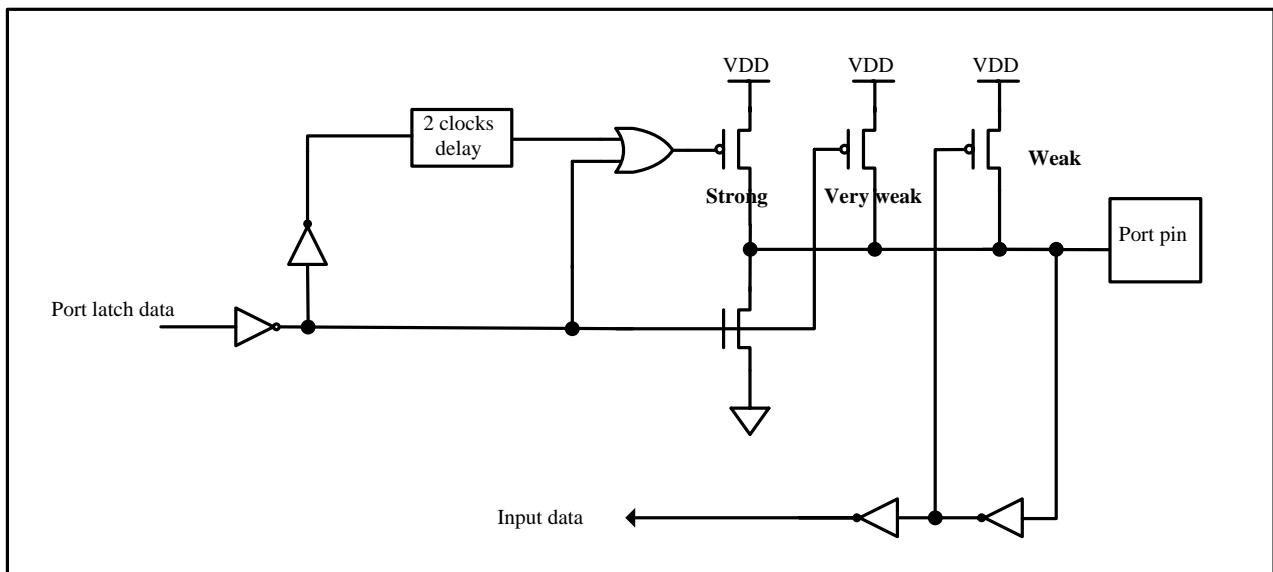 VDD
VDD
VDD
2 clocks
delay
Weak
Strong
Very weak
Port pin
Port latch data
Input data